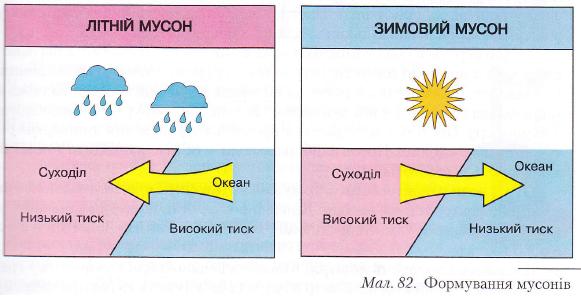 ЛІТНІЙ МУСОН
Суходіл
Океан
Низький тиск
Високий тиск
ЗИМОВИЙ МУСОН
Суходіл
Океан
Високий тиск
Низький тиск
Мал. 82. Формування мусонів